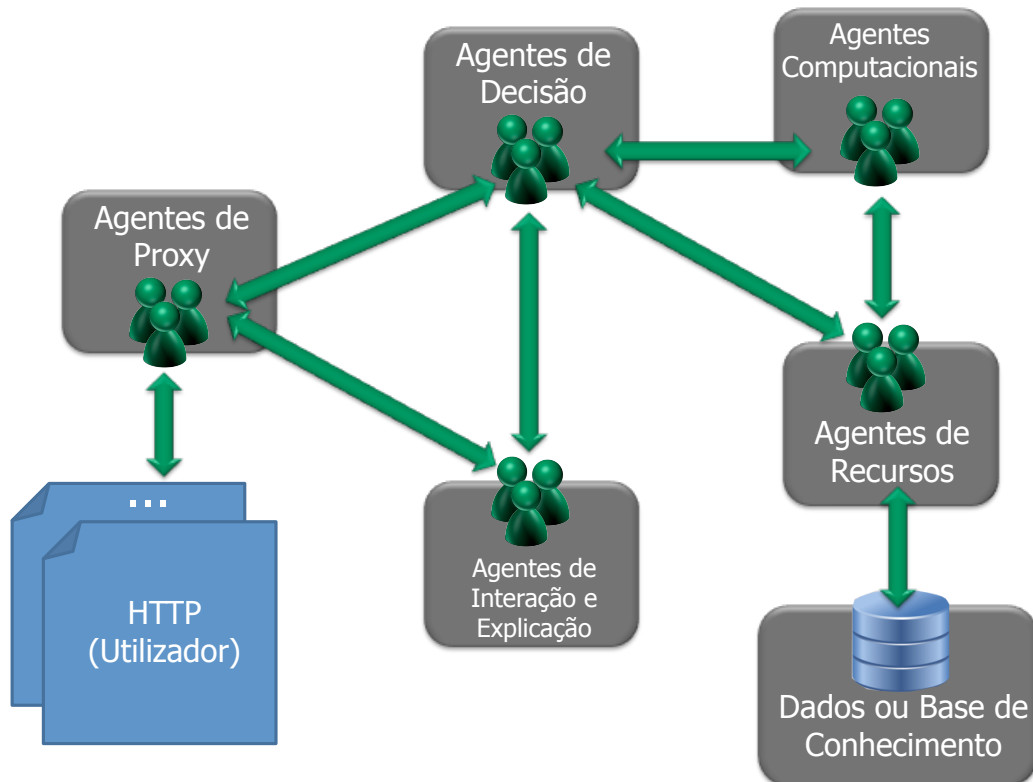 Agentes de
Decisão
Agentes
Computacionais
Agentes de
Proxy
Agentes de
Recursos
...
HTTP
(Utilizador)
Agentes de
Interação e
Explicação
Dados ou Base de
Conhecimento